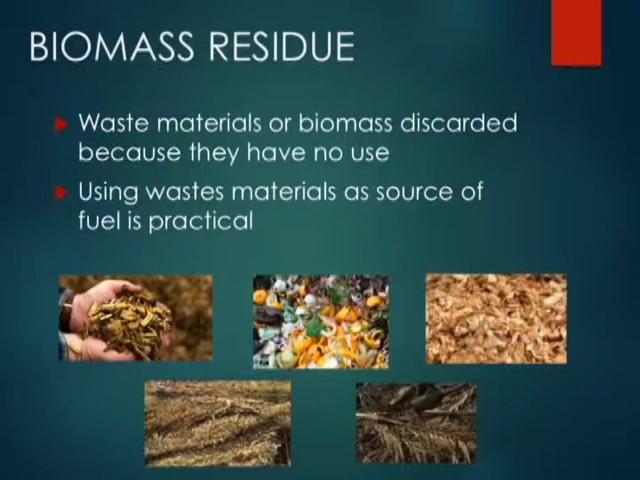 BIOMASS RESIDUE
Waste materials or biomass discarded
because they have no use
Using wastes materials as source of
fuel is practical